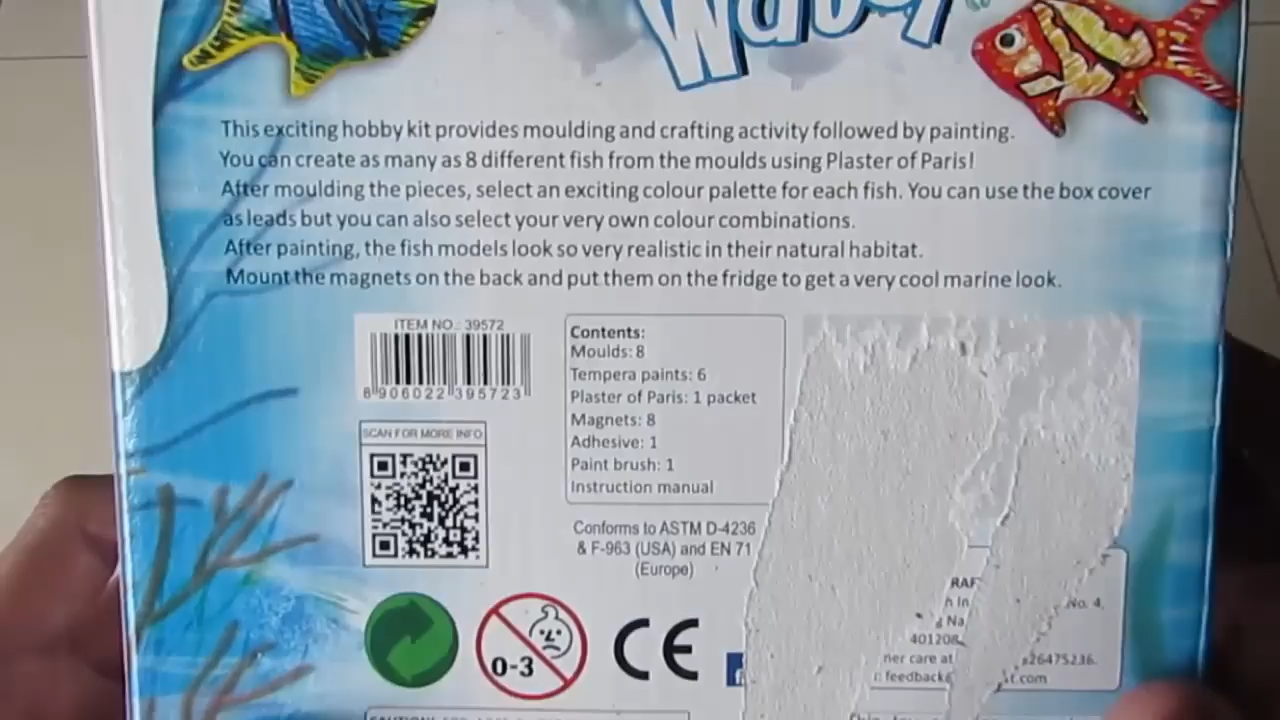 This exciting hobby kit provides moulding and crafting activity followed by painting.
You can create as many as 8 different fish from the moulds using Plaster of Paris!
After moulding the pieces, select an exciting colour palette for each fish. You can use the box cover
as leads but you can also select your very own colour combinations.
After painting, the fish models look so very realistic in their natural habitat.
Mount the magnets on the back and put them on the fridge to get a very cool marine look.
ITEM NO.: 39572
8 906022 395723
SCAN FOR MORE INFO
Contents:
Moulds: 8
Tempera paints: 6
Plaster of Paris: 1 packet
Magnets: 8
Adhesive: 1
Paint brush: 1
Instruction manual
Conforms to ASTM D-4236
& F-963 (USA) and EN 71
(Europe)
0-3
CE
No. 4,
401208
care at 26475236.